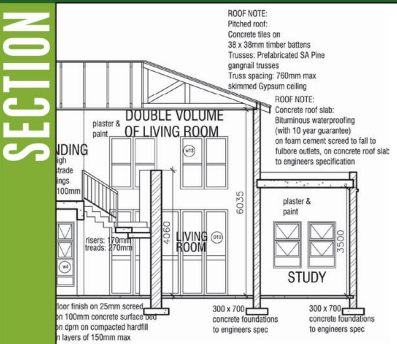 SECTION
ROOF NOTE:
Pitched roof:
Concrete tiles on
38 x 38mm timber battens
Trusses: Prefabricated SA Pine
gangnail trusses
Truss spacing: 760mm max
skimmed Gypsum ceiling
ROOF NOTE:
Concrete roof slab:
Bituminous waterproofing
(with 10 year guarantee)
on foam cement screed to fall to
fulbore outlets, on concrete roof slab
to engineers specification
DOUBLE VOLUME
OF LIVING ROOM
plaster &
paint
NDING
igh
trade
ings
100mm
risers: 170mm
treads: 270mm
4060
LIVING
ROOM
6035
plaster &
paint
3500
STUDY
floor finish on 25mm screed
on 100mm concrete surface bed
on dpm on compacted hardfill
n layers of 150mm max
300 x 700
concrete foundations
to engineers spec
300 x 700
concrete foundations
to engineers spec